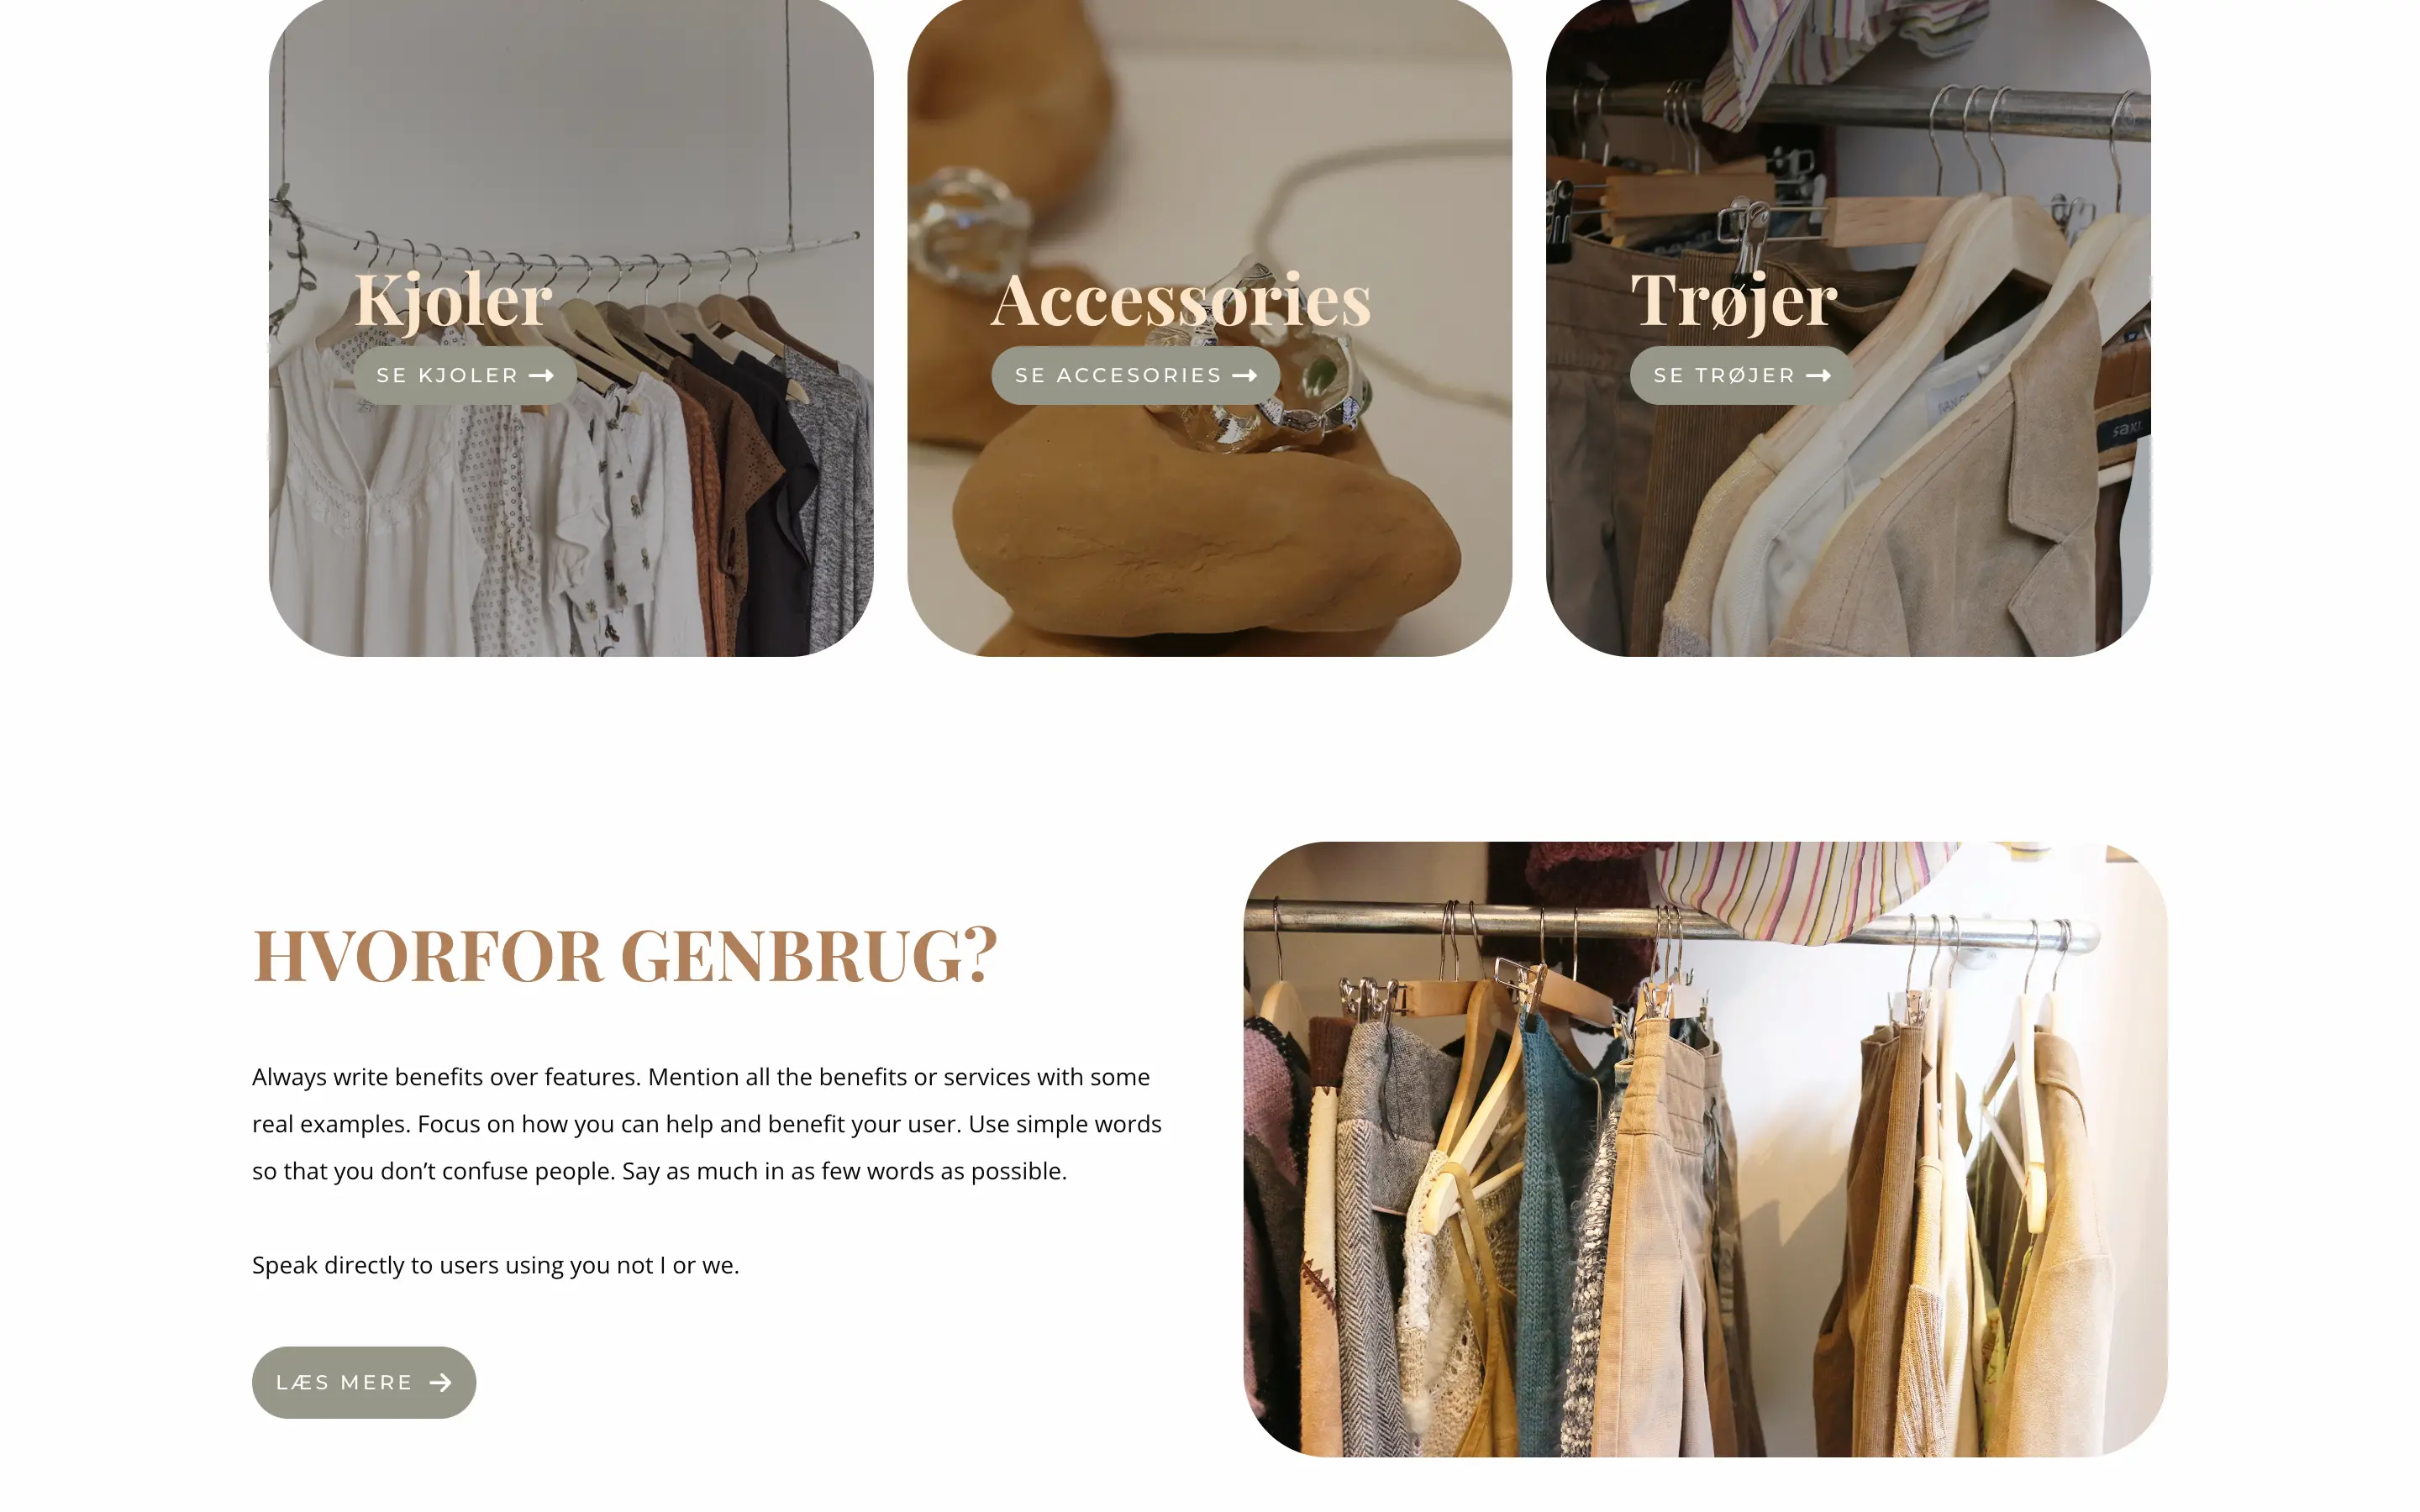 Kjoler
SE KJOLER →
Accessories
SE ACCESORIES →
Trøjer
SE TRØJER →
saxi
HVORFOR GENBRUG?
Always write benefits over features. Mention all the benefits or services with some
real examples. Focus on how you can help and benefit your user. Use simple words
so that you don’t confuse people. Say as much in as few words as possible.
Speak directly to users using you not I or we.
LÆS MERE →